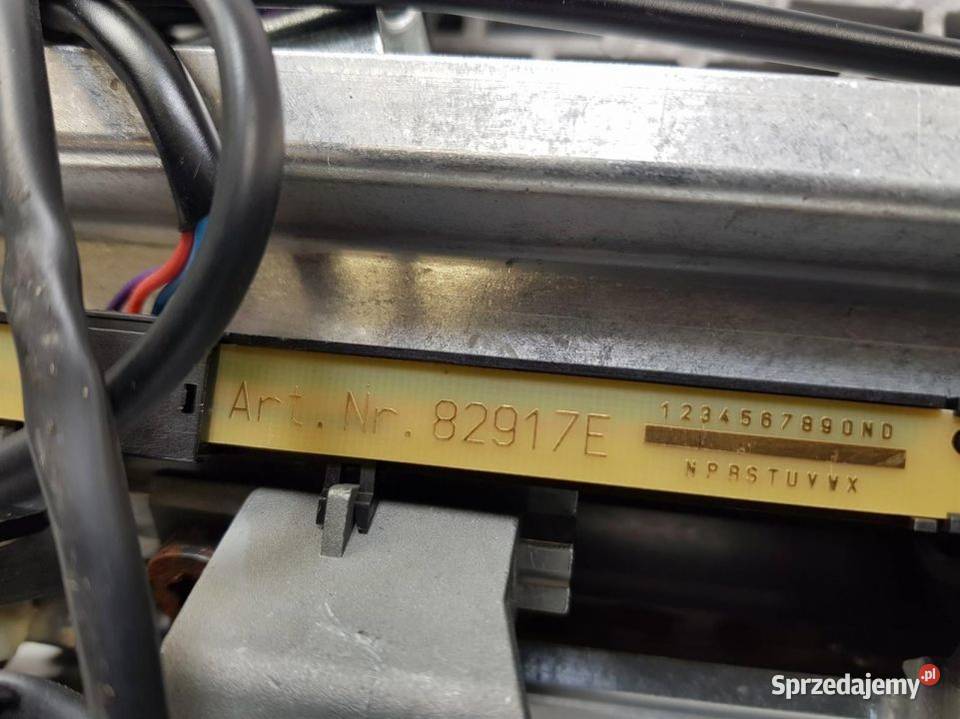 Art.Nr. 82917E
1234567890ND
NPRSTUVWX
Sprzedajemy.pl